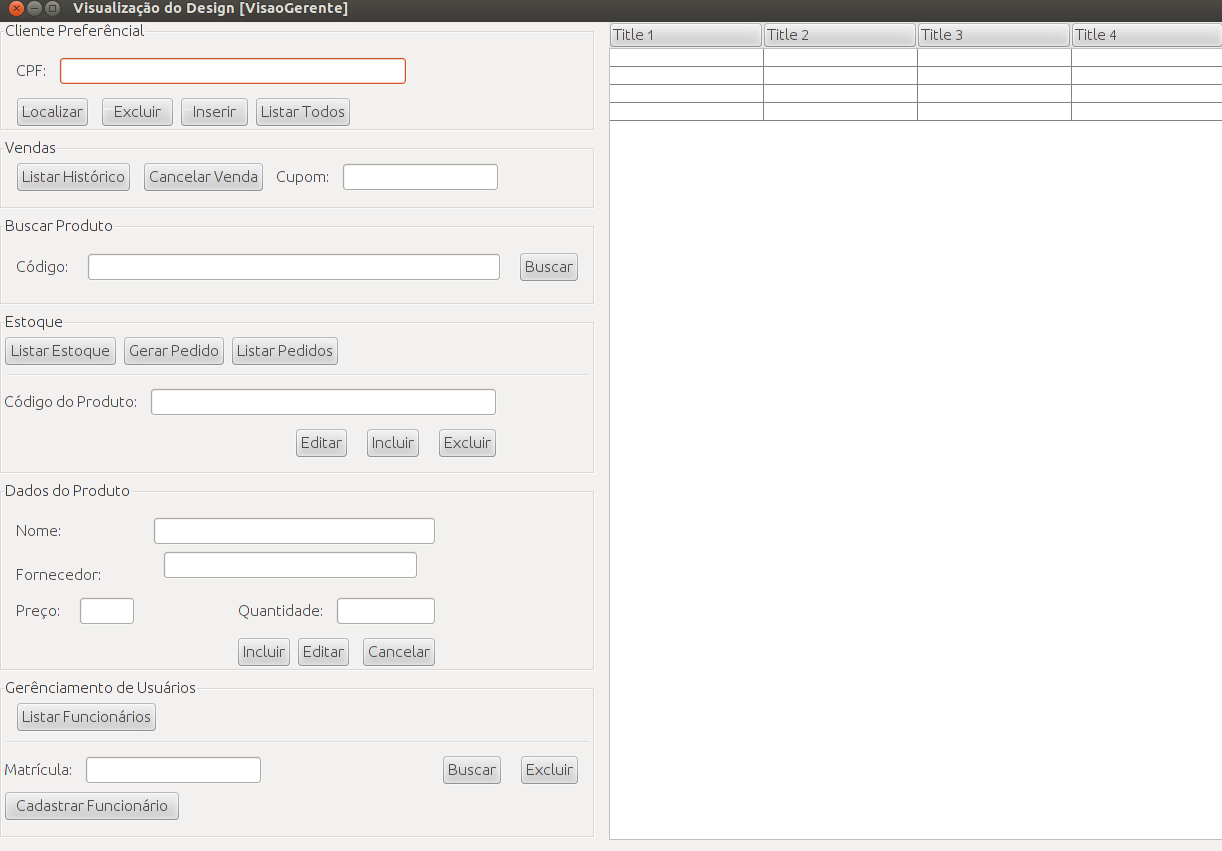 Visualização do Design [VisaoGerente]
Cliente Preferêncial
CPF:
Localizar Excluir Inserir Listar Todos
Vendas
Listar Histórico Cancelar Venda Cupom:
Buscar Produto
Código: Buscar
Estoque
Listar Estoque Gerar Pedido Listar Pedidos
Código do Produto:
Editar Incluir Excluir
Dados do Produto
Nome:
Fornecedor:
Preço: Quantidade:
Incluir Editar Cancelar
Gerênciamento de Usuários
Listar Funcionários
Matrícula: Buscar Excluir
Cadastrar Funcionário
Title 1 Title 2 Title 3 Title 4